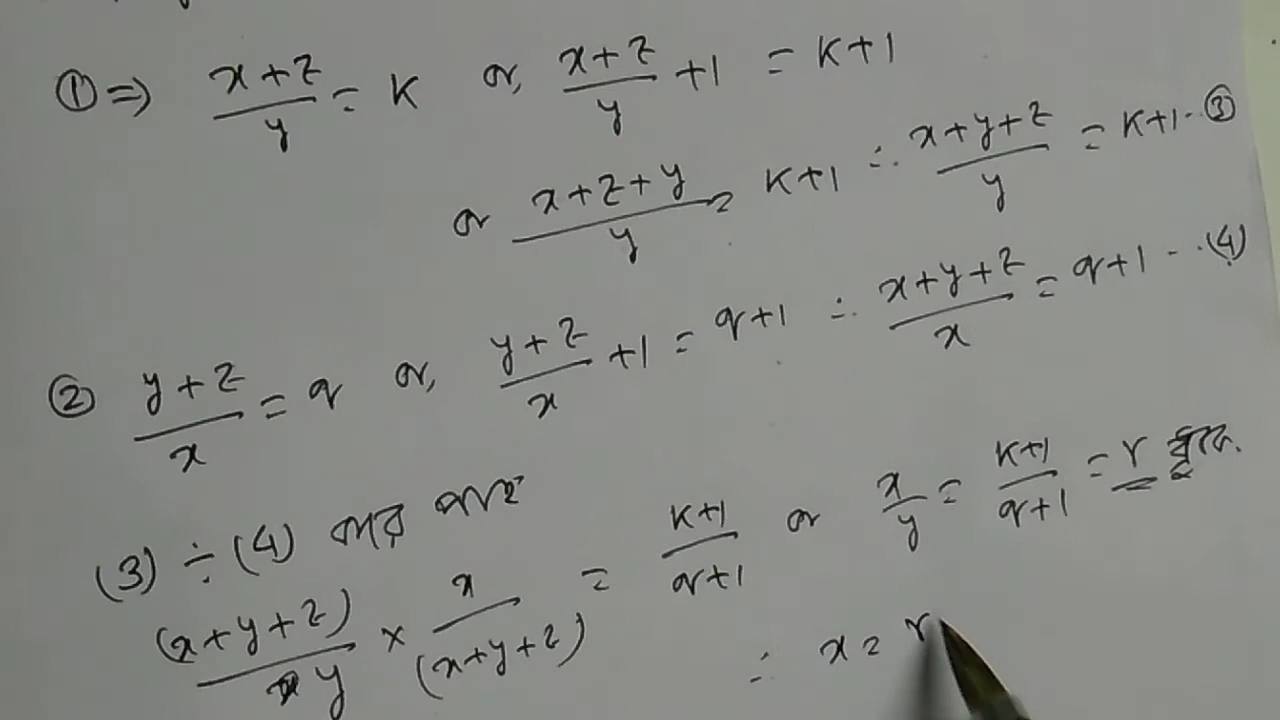 ① ⇒ (x+z)/y = K or, (x+z)/y + 1 = K+1
or (x+z+y)/y = K+1 ∴ (x+y+z)/y = K+1 -- ③
② (y+z)/x = q or, (y+z)/x + 1 = q+1 ∴ (x+y+z)/x = q+1 -- (4)
(3) ÷ (4) করে পাই
(x+y+z)/y × x/(x+y+z) = (K+1)/(q+1) or x/y = (K+1)/(q+1) = r
∴ x = r